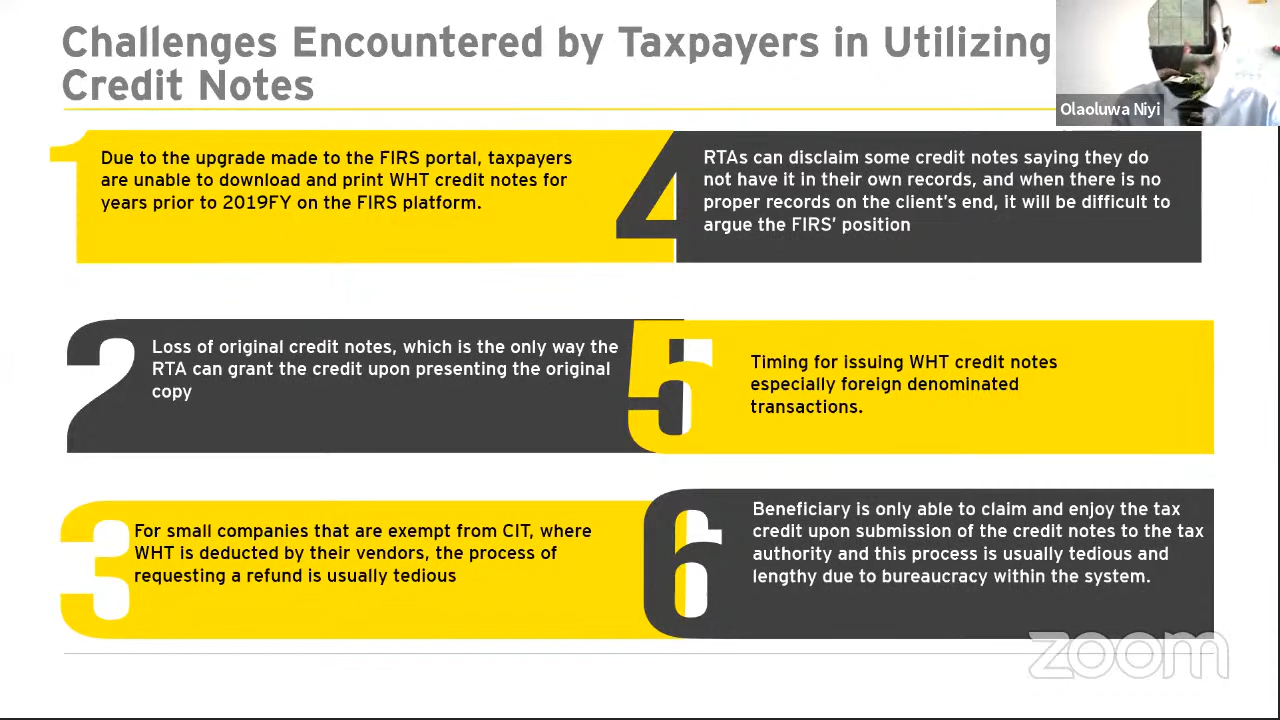 Challenges Encountered by Taxpayers in Utilizing
Credit Notes
Olaoluwa Niyi
1
Due to the upgrade made to the FIRS portal, taxpayers
are unable to download and print WHT credit notes for
years prior to 2019FY on the FIRS platform.
2
Loss of original credit notes, which is the only way the
RTA can grant the credit upon presenting the original
copy
3
For small companies that are exempt from CIT, where
WHT is deducted by their vendors, the process of
requesting a refund is usually tedious
4
RTAs can disclaim some credit notes saying they do
not have it in their own records, and when there is no
proper records on the client's end, it will be difficult to
argue the FIRS' position
5
Timing for issuing WHT credit notes
especially foreign denominated
transactions.
6
Beneficiary is only able to claim and enjoy the tax
credit upon submission of the credit notes to the tax
authority and this process is usually tedious and
lengthy due to bureaucracy within the system.
zoom